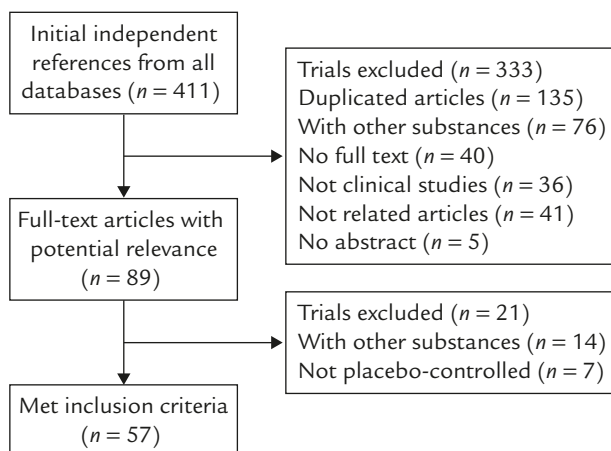 Initial independent
references from all
databases (n = 411)
Trials excluded (n = 333)
Duplicated articles (n = 135)
With other substances (n = 76)
No full text (n = 40)
Not clinical studies (n = 36)
Not related articles (n = 41)
No abstract (n = 5)
Full-text articles with
potential relevance
(n = 89)
Trials excluded (n = 21)
With other substances (n = 14)
Not placebo-controlled (n = 7)
Met inclusion criteria
(n = 57)